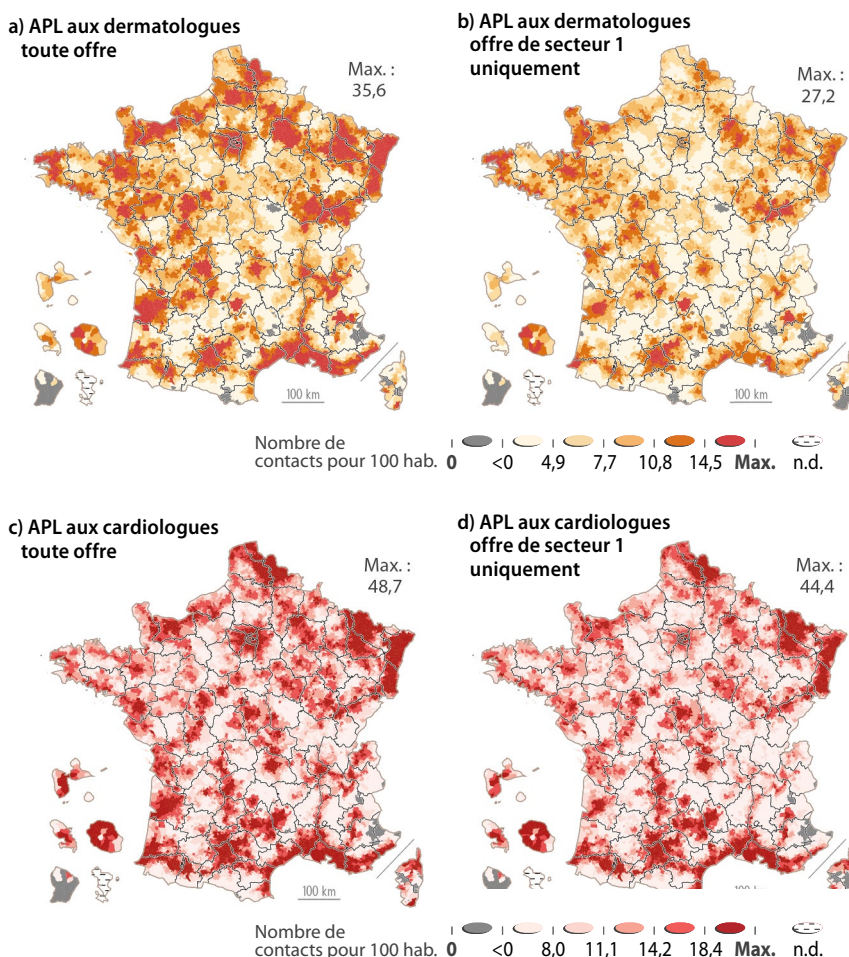 a) APL aux dermatologues
toute offre
Max. :
35,6
b) APL aux dermatologues
offre de secteur 1
uniquement
Max. :
27,2
100 km
100 km
Nombre de
contacts pour 100 hab. 0 <0 4,9 7,7 10,8 14,5 Max. n.d.
c) APL aux cardiologues
toute offre
Max. :
48,7
d) APL aux cardiologues
offre de secteur 1
uniquement
Max. :
44,4
100 km
100 km
Nombre de
contacts pour 100 hab. 0 <0 8,0 11,1 14,2 18,4 Max. n.d.